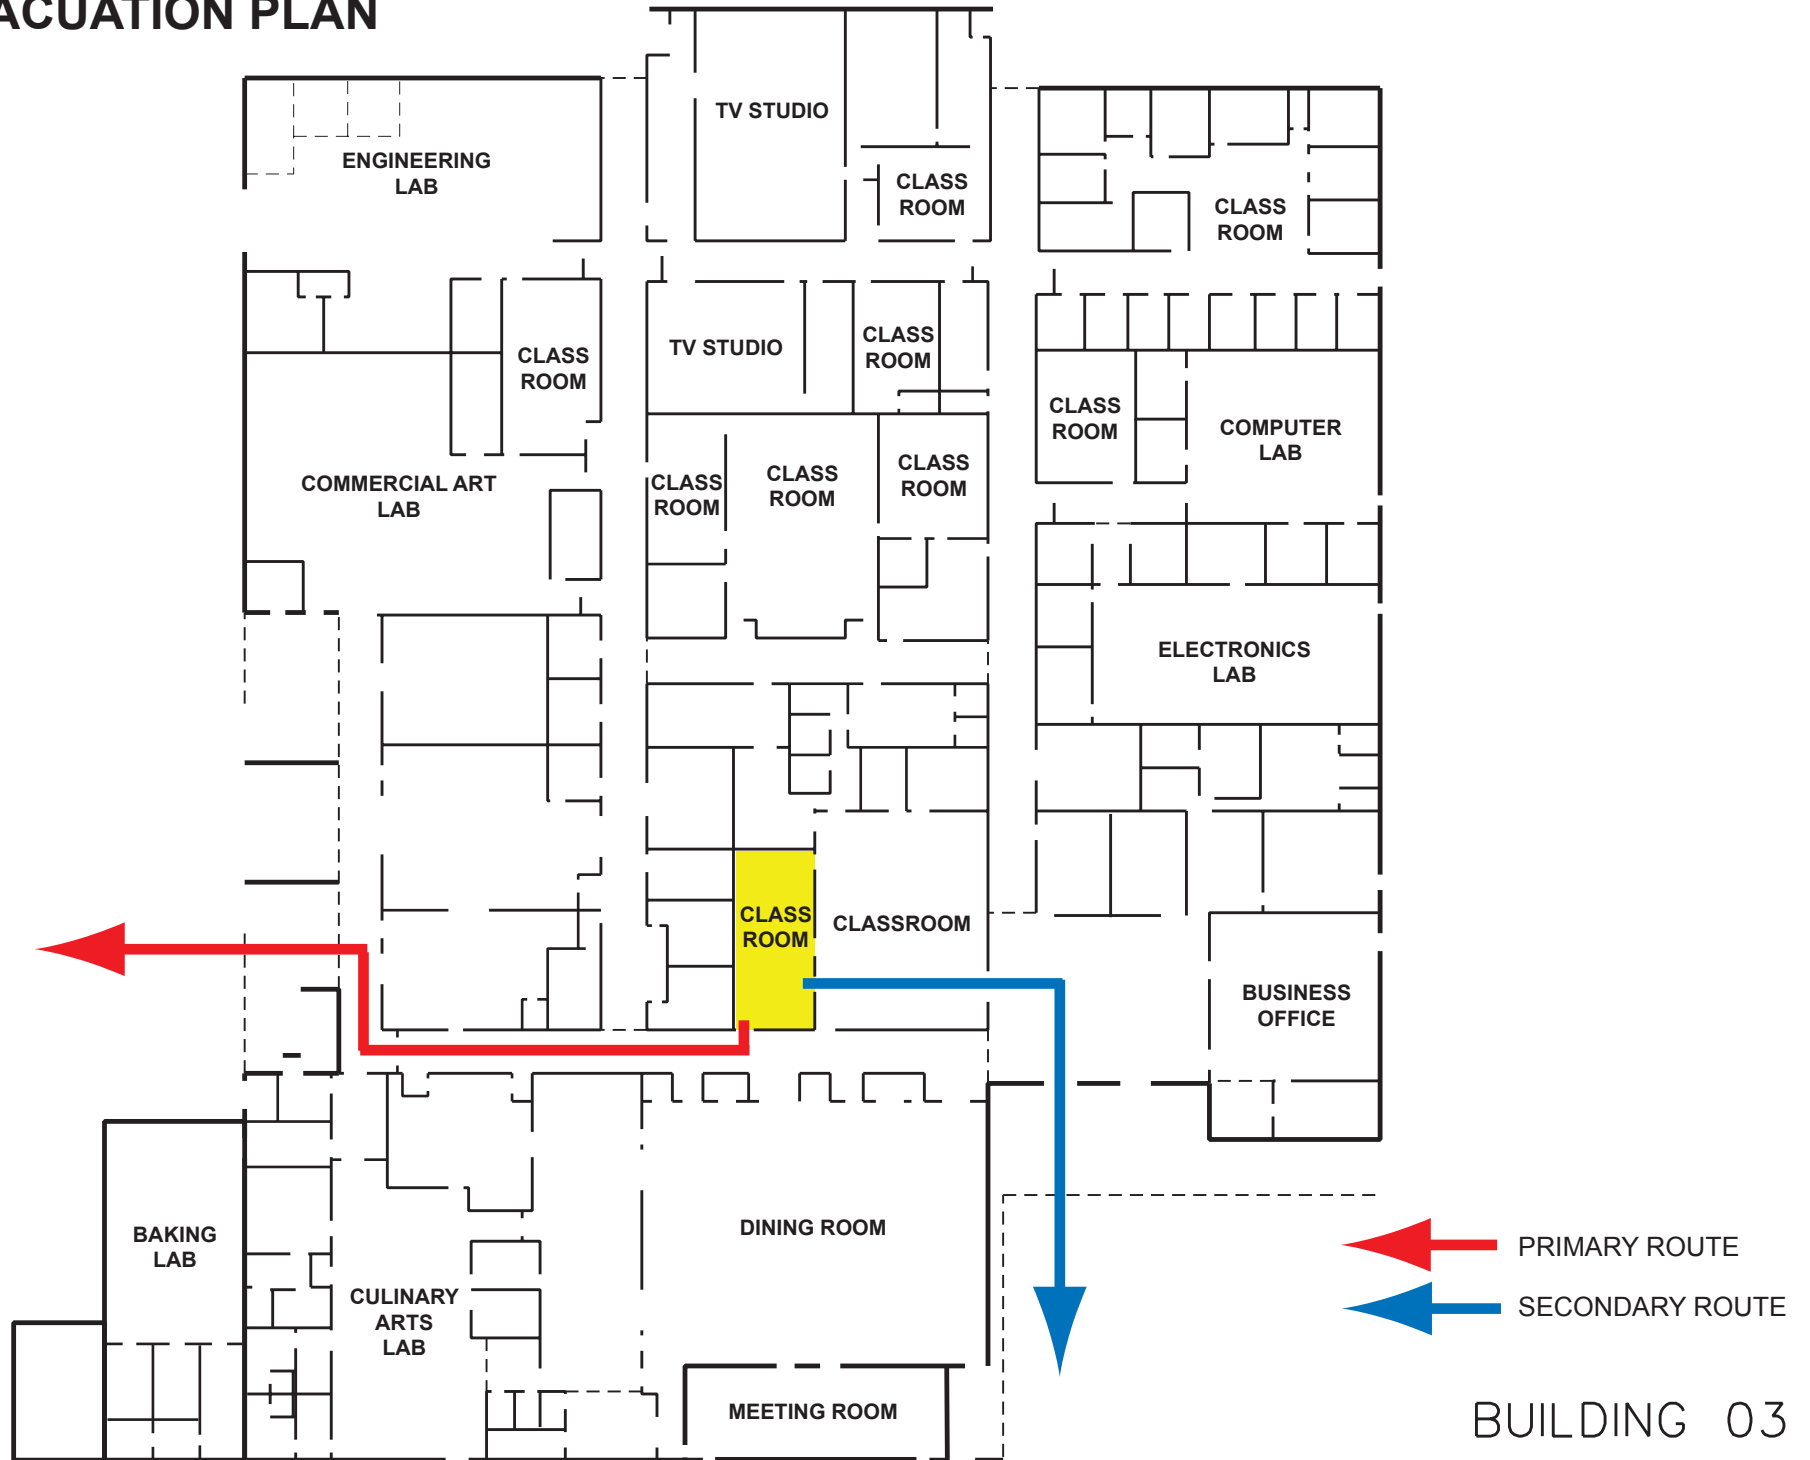 ACUATION PLAN
TV STUDIO
ENGINEERING
LAB
CLASS
ROOM
CLASS
ROOM
CLASS
ROOM
TV STUDIO
CLASS
ROOM
CLASS
ROOM
COMPUTER
LAB
COMMERCIAL ART
LAB
CLASS
ROOM
CLASS
ROOM
CLASS
ROOM
ELECTRONICS
LAB
CLASS
ROOM
CLASSROOM
BUSINESS
OFFICE
BAKING
LAB
DINING ROOM
CULINARY
ARTS
LAB
MEETING ROOM
PRIMARY ROUTE
SECONDARY ROUTE
BUILDING 03